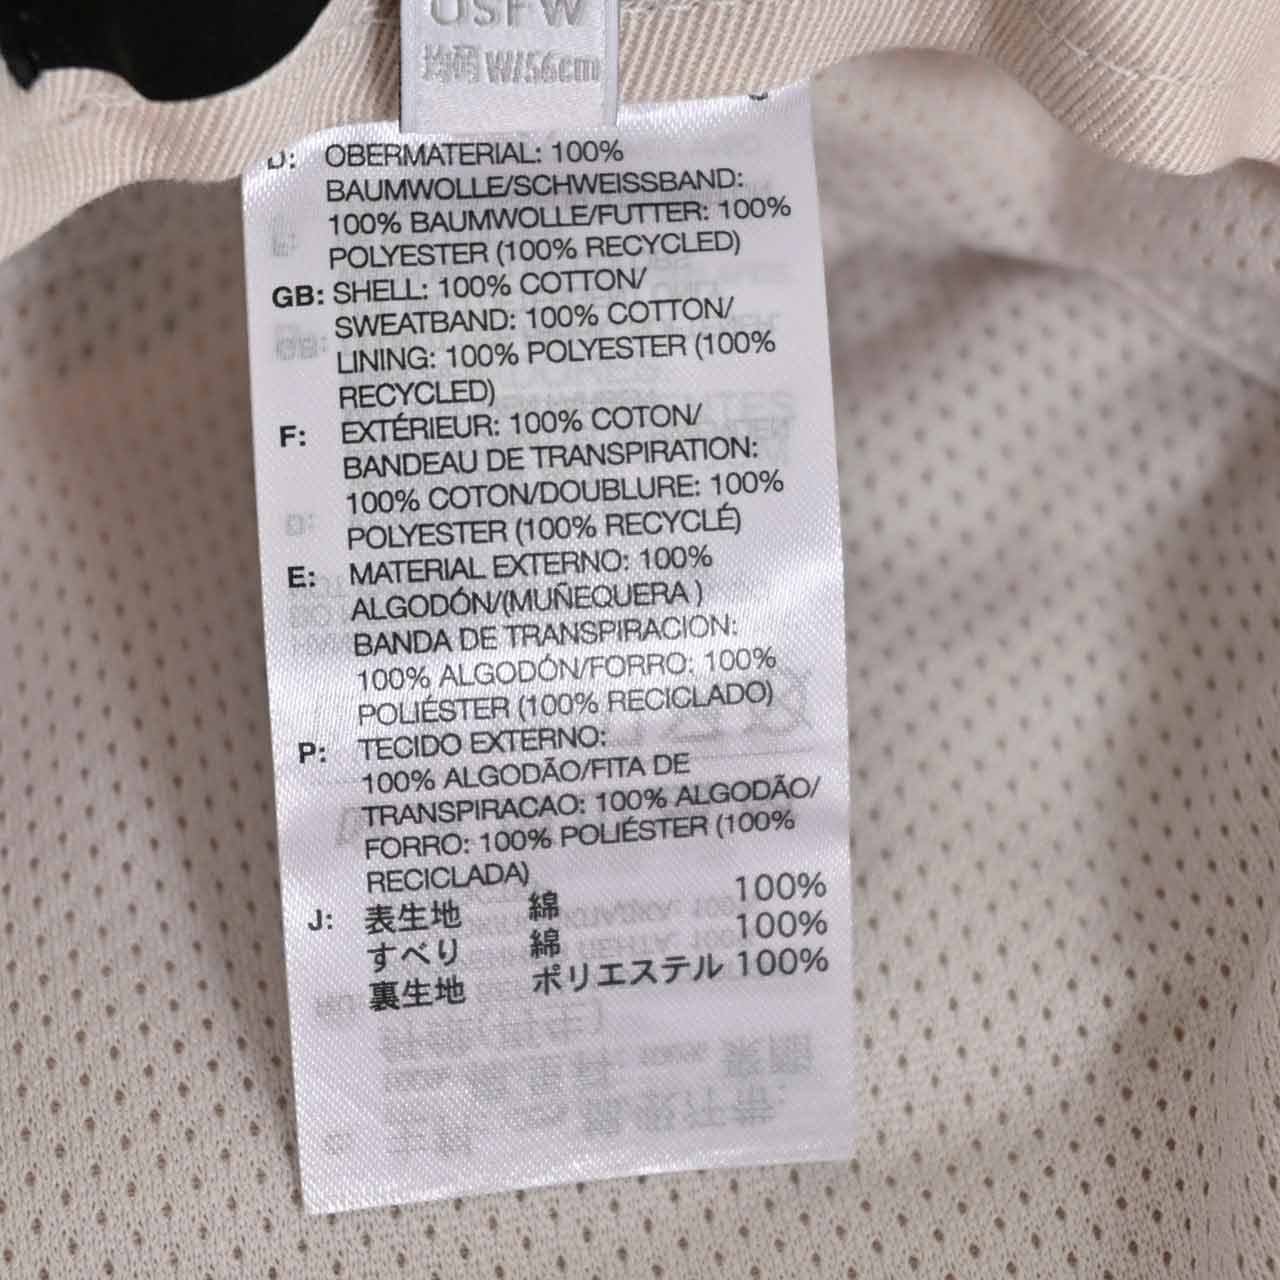 OSFW
均码 W/56cm
D: OBERMATERIAL: 100%
BAUMWOLLE/SCHWEISSBAND:
100% BAUMWOLLE/FUTTER: 100%
POLYESTER (100% RECYCLED)
GB: SHELL: 100% COTTON/
SWEATBAND: 100% COTTON/
LINING: 100% POLYESTER (100%
RECYCLED)
F: EXTÉRIEUR: 100% COTON/
BANDEAU DE TRANSPIRATION:
100% COTON/DOUBLURE: 100%
POLYESTER (100% RECYCLÉ)
E: MATERIAL EXTERNO: 100%
ALGODÓN/(MUÑEQUERA )
BANDA DE TRANSPIRACION:
100% ALGODÓN/FORRO: 100%
POLIÉSTER (100% RECICLADO)
P: TECIDO EXTERNO:
100% ALGODÃO/FITA DE
TRANSPIRACAO: 100% ALGODÃO/
FORRO: 100% POLIÉSTER (100%
RECICLADA)
J: 表生地 綿 100%
すべり 綿 100%
裏生地 ポリエステル 100%